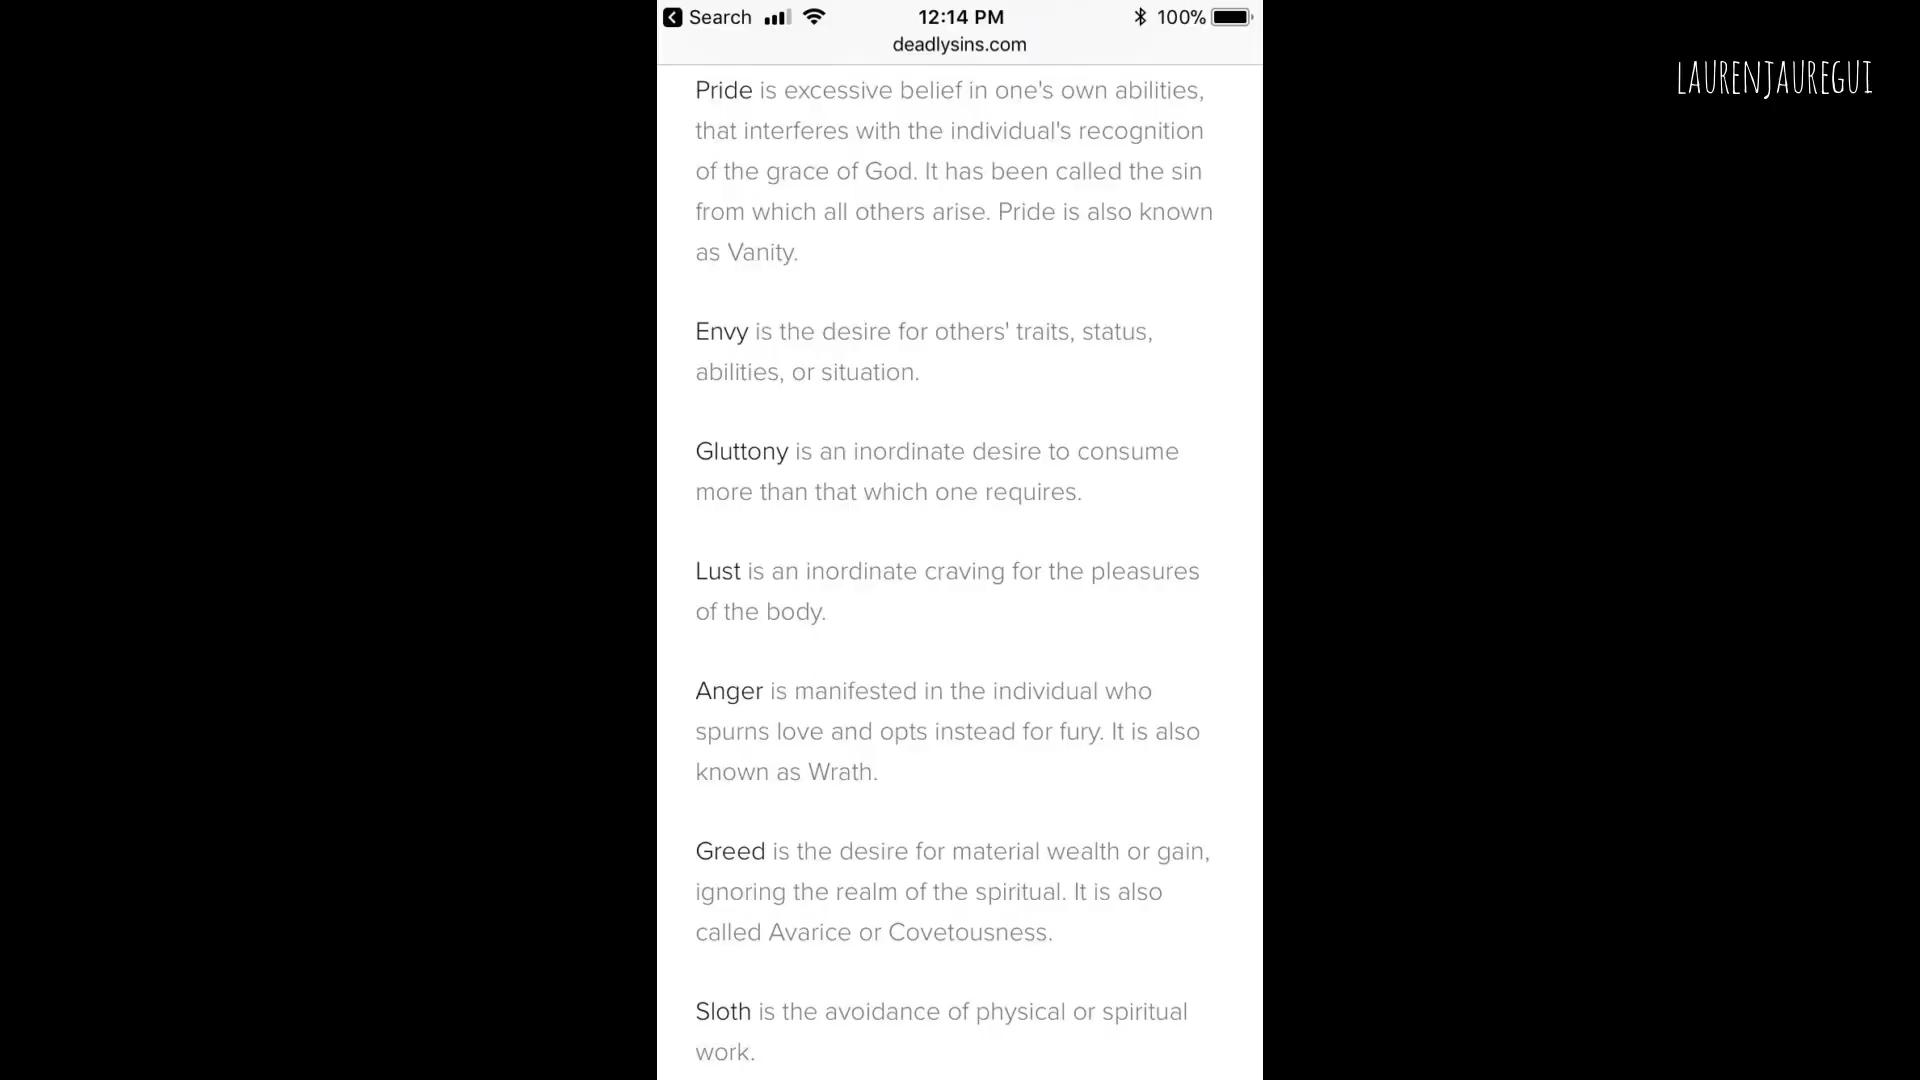 Search
12:14 PM
100%
deadlysins.com
LAURENJAUREGUI
Pride is excessive belief in one's own abilities,
that interferes with the individual's recognition
of the grace of God. It has been called the sin
from which all others arise. Pride is also known
as Vanity.
Envy is the desire for others' traits, status,
abilities, or situation.
Gluttony is an inordinate desire to consume
more than that which one requires.
Lust is an inordinate craving for the pleasures
of the body.
Anger is manifested in the individual who
spurns love and opts instead for fury. It is also
known as Wrath.
Greed is the desire for material wealth or gain,
ignoring the realm of the spiritual. It is also
called Avarice or Covetousness.
Sloth is the avoidance of physical or spiritual
work.